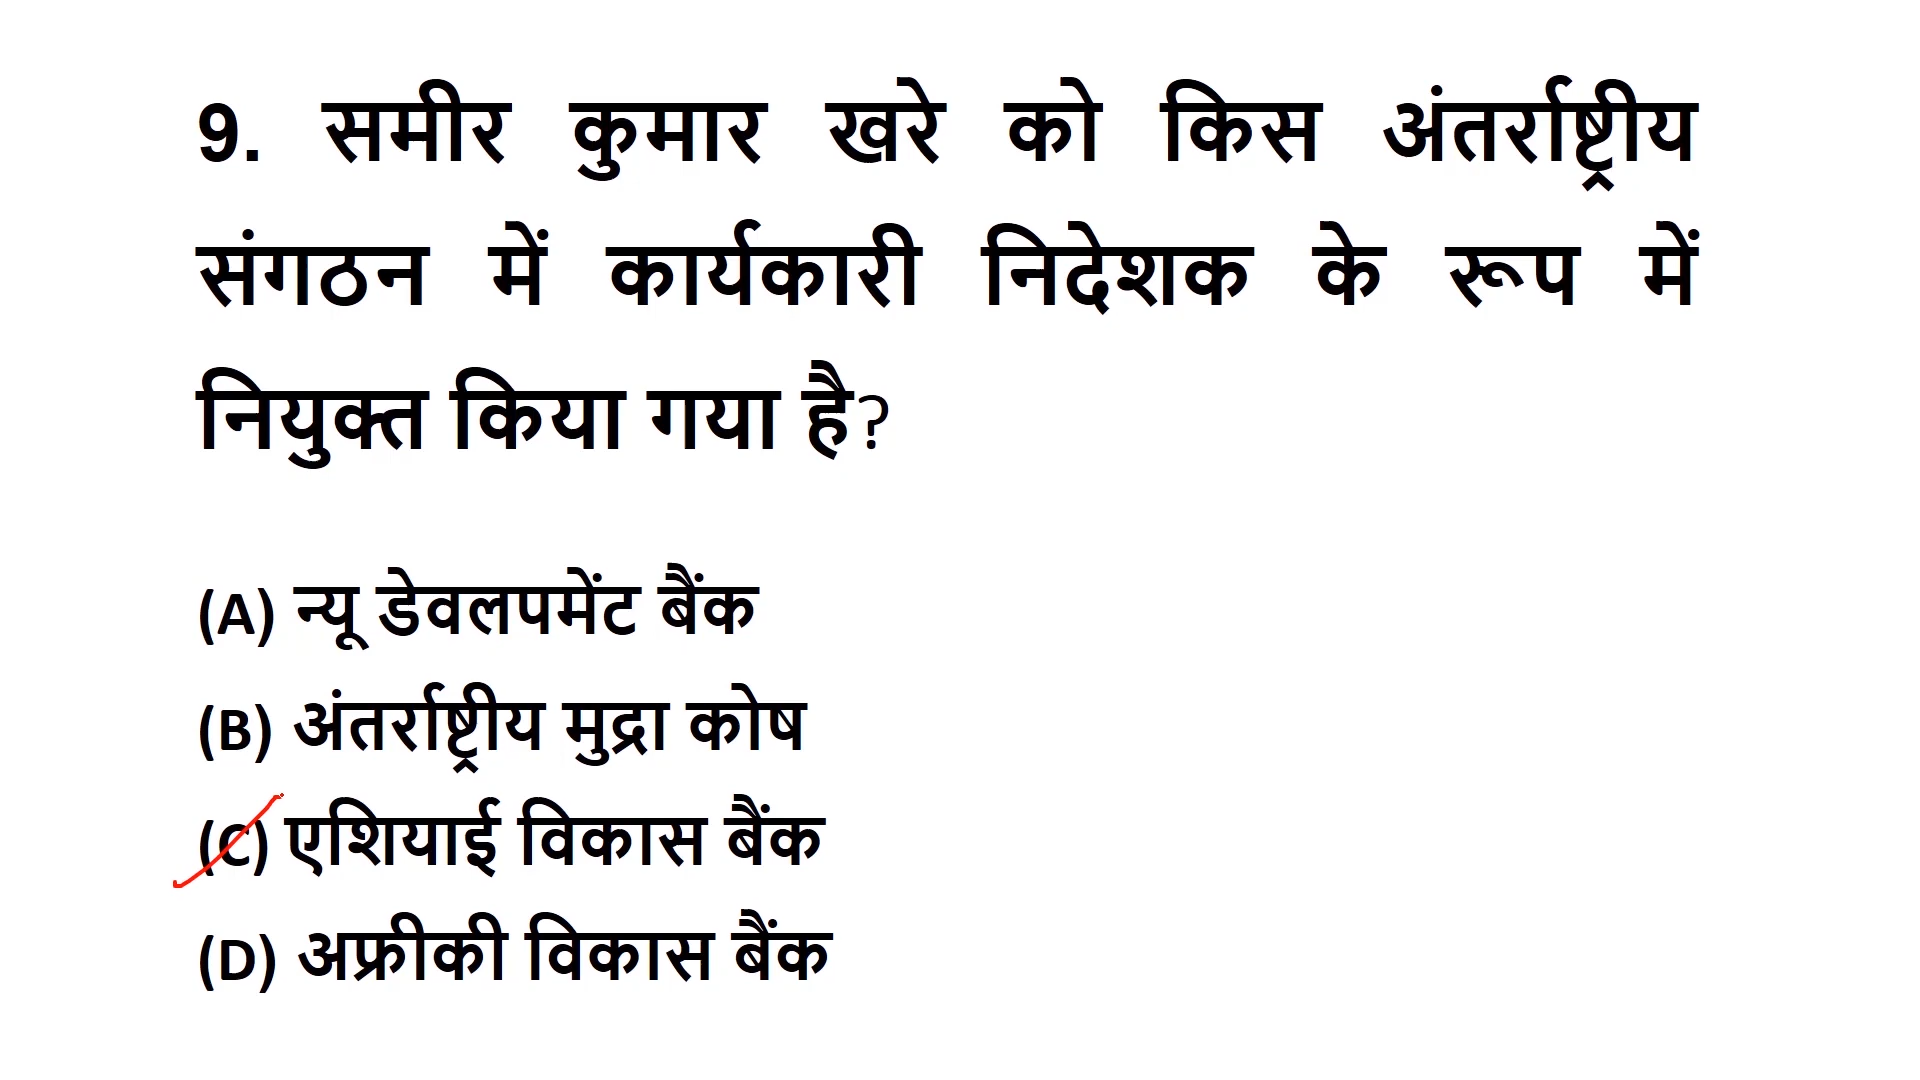 9. समीर कुमार खरे को किस अंतर्राष्ट्रीय
संगठन में कार्यकारी निदेशक के रूप में
नियुक्त किया गया है?
(A) न्यू डेवलपमेंट बैंक
(B) अंतर्राष्ट्रीय मुद्रा कोष
(C) एशियाई विकास बैंक
(D) अफ्रीकी विकास बैंक